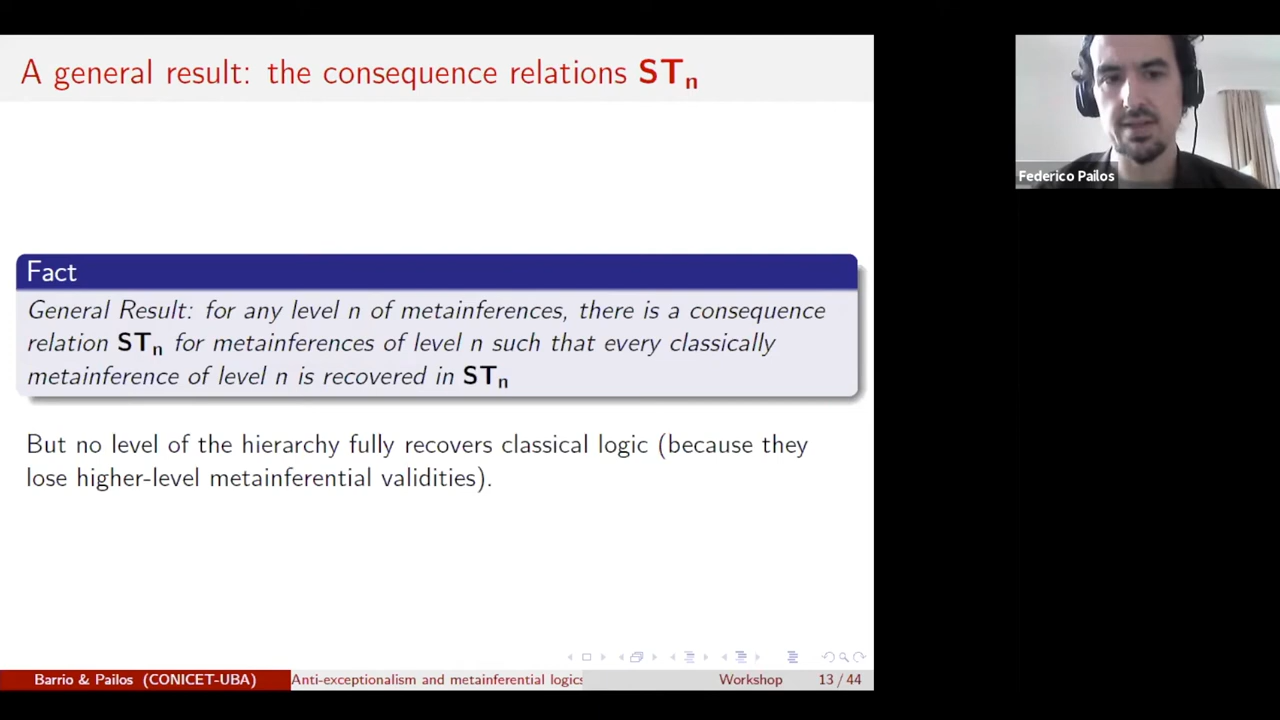 A general result: the consequence relations STn
Federico Pailos
Fact
General Result: for any level n of metainferences, there is a consequence
relation STn for metainferences of level n such that every classically
metainference of level n is recovered in STn
But no level of the hierarchy fully recovers classical logic (because they
lose higher-level metainferential validities).
Barrio & Pailos (CONICET-UBA) Anti-exceptionalism and metainferential logics Workshop 13 / 44